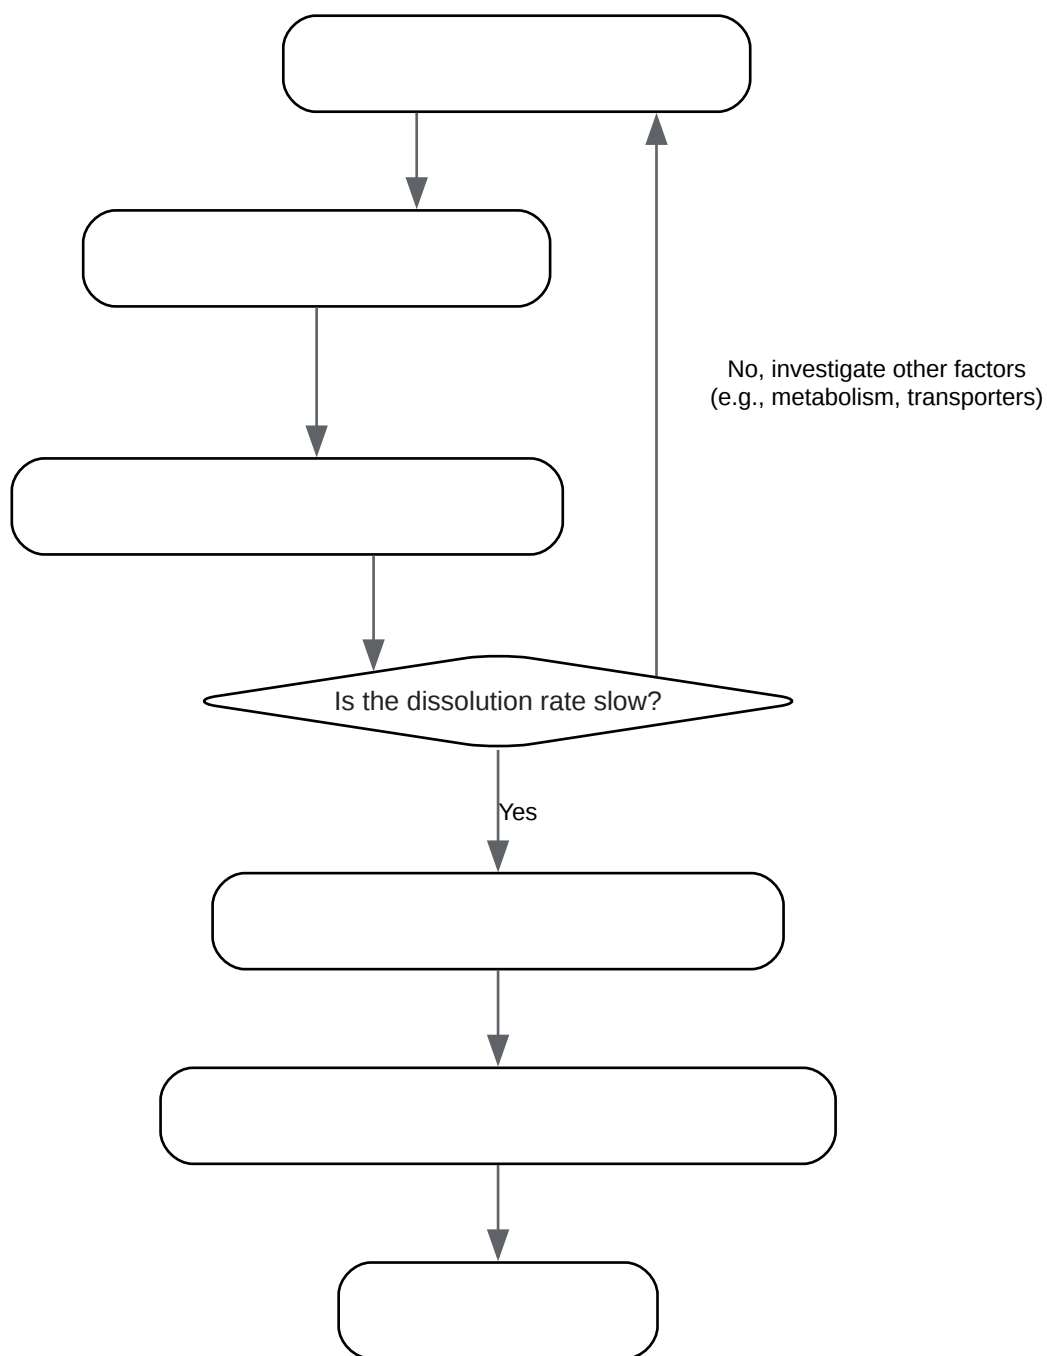 No, investigate other factors
(e.g., metabolism, transporters)
Is the dissolution rate slow?
Yes